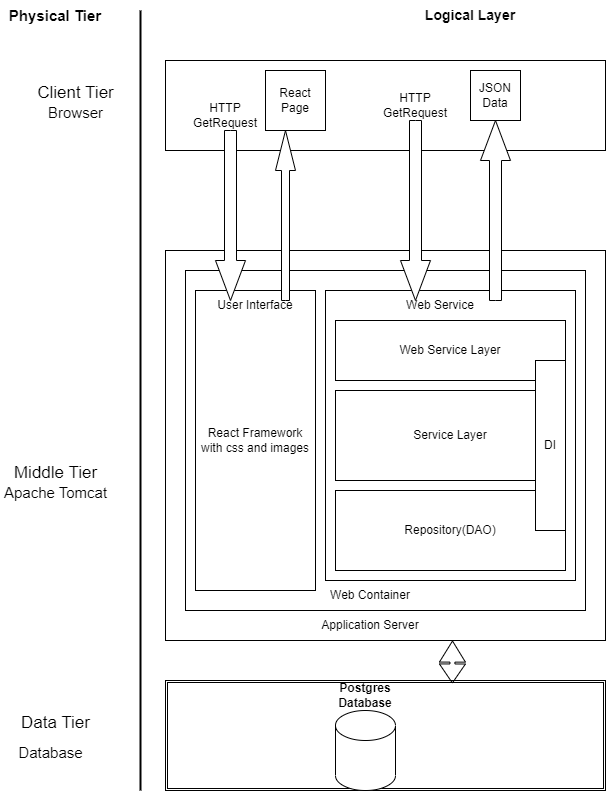 Physical Tier
Logical Layer
Client Tier
Browser
HTTP
GetRequest
React
Page
HTTP
GetRequest
JSON
Data
User Interface
Web Service
Web Service Layer
React Framework
with css and images
Service Layer
DI
Middle Tier
Apache Tomcat
Repository(DAO)
Web Container
Application Server
Postgres
Database
Data Tier
Database